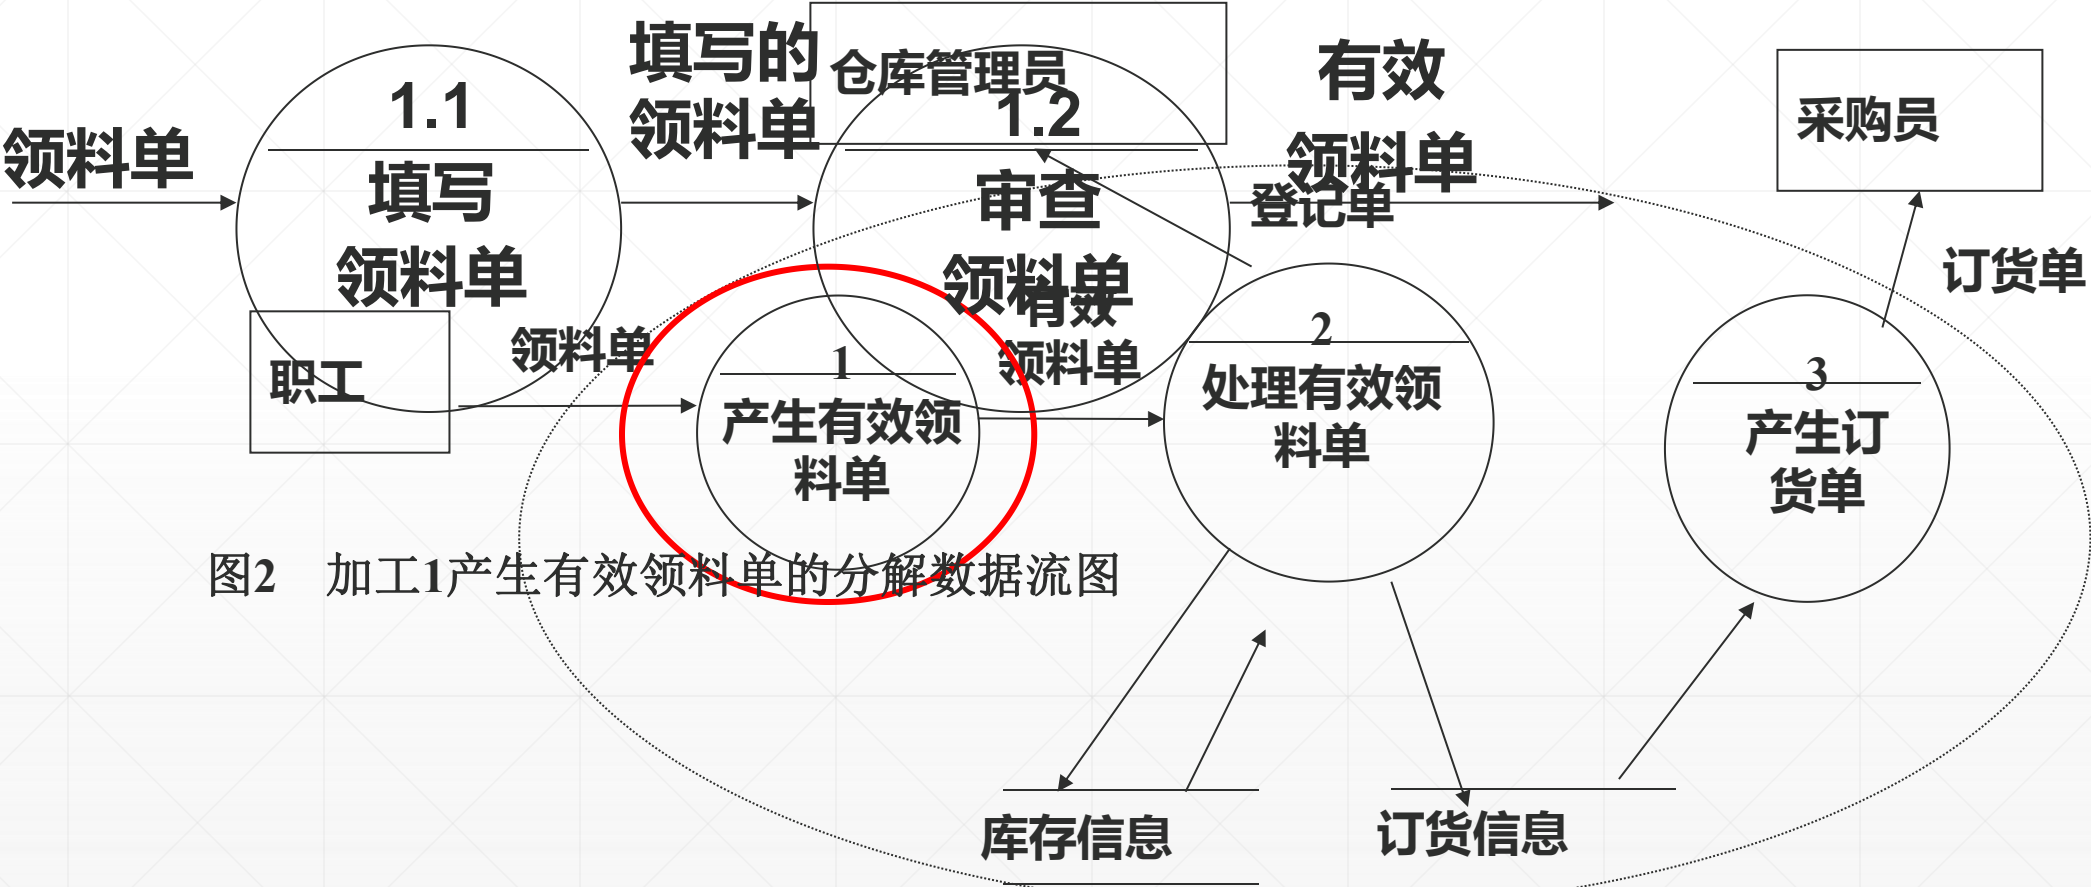 填写的
领料单
仓库管理员
有效
领料单
1.1
填写
领料单
领料单
1.2
审查
领料单
采购员
登记单
订货单
职工
领料单
有效
领料单
1
产生有效领
料单
2
处理有效领
料单
3
产生订
货单
图2 加工1产生有效领料单的分解数据流图
库存信息
订货信息